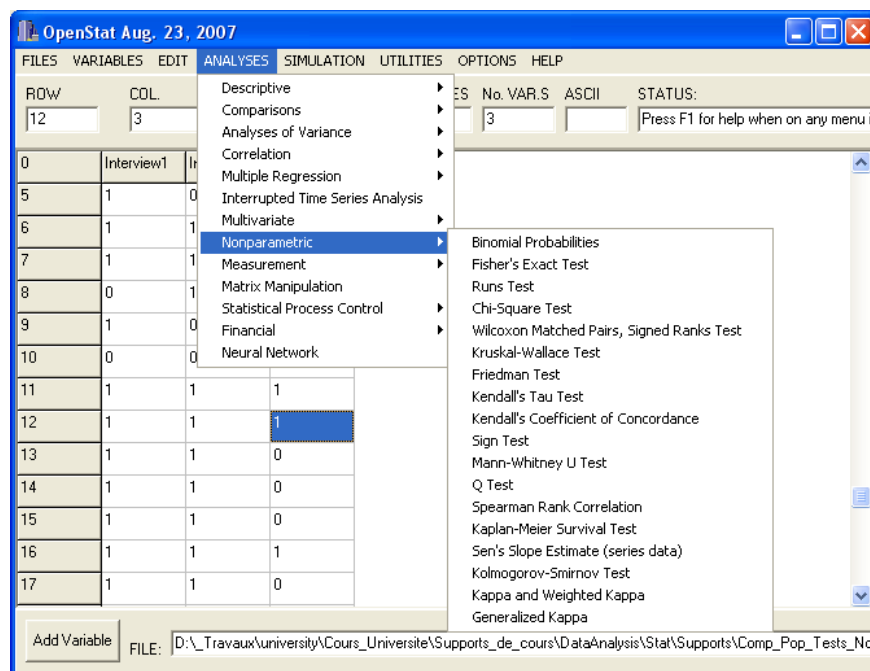 OpenStat Aug. 23, 2007
FILES VARIABLES EDIT ANALYSES SIMULATION UTILITIES OPTIONS HELP
ROW COL. ES No. VAR.S ASCII STATUS:
12 3 3 Press F1 for help when on any menu i
Descriptive
Comparisons
Analyses of Variance
Correlation
Multiple Regression
Interrupted Time Series Analysis
Multivariate
Nonparametric
Measurement
Matrix Manipulation
Statistical Process Control
Financial
Neural Network
Binomial Probabilities
Fisher's Exact Test
Runs Test
Chi-Square Test
Wilcoxon Matched Pairs, Signed Ranks Test
Kruskal-Wallace Test
Friedman Test
Kendall's Tau Test
Kendall's Coefficient of Concordance
Sign Test
Mann-Whitney U Test
Q Test
Spearman Rank Correlation
Kaplan-Meier Survival Test
Sen's Slope Estimate (series data)
Kolmogorov-Smirnov Test
Kappa and Weighted Kappa
Generalized Kappa
0 Interview1 In
5 1 0
6 1 1
7 1 1
8 0 1
9 1 0
10 0 0
11 1 1 1
12 1 1 1
13 1 1 0
14 1 1 0
15 1 1 0
16 1 1 1
17 1 1 0
Add Variable FILE: D:\_Travaux\university\Cours_Universite\Supports_de_cours\DataAnalysis\Stat\Supports\Comp_Pop_Tests_No